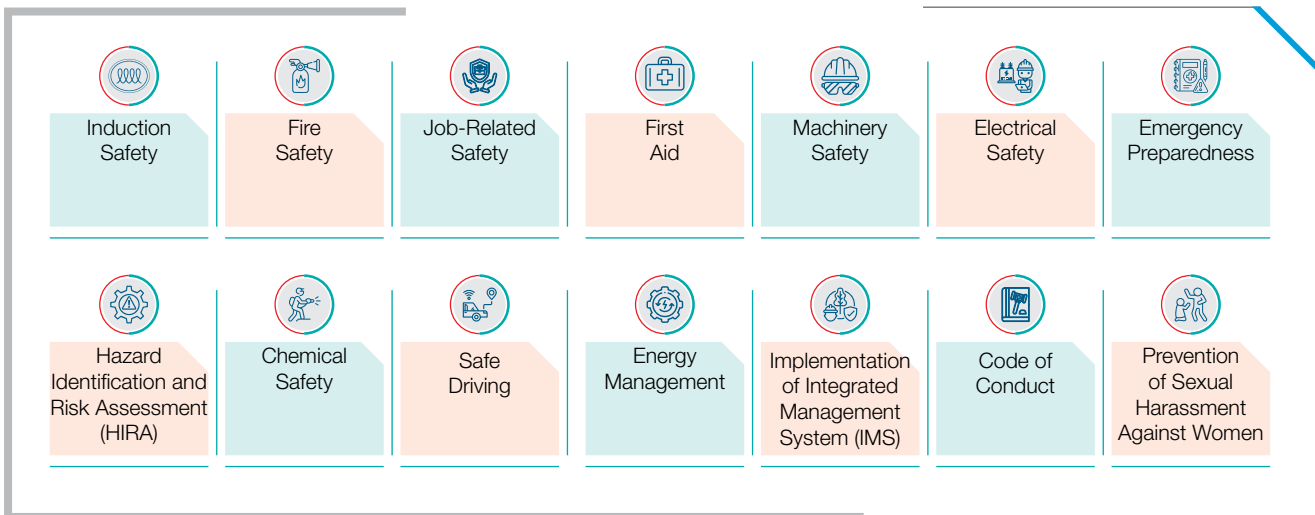 Induction
Safety
Fire
Safety
Job-Related
Safety
First
Aid
Machinery
Safety
Electrical
Safety
Emergency
Preparedness
Hazard
Identification and
Risk Assessment
(HIRA)
Chemical
Safety
Safe
Driving
Energy
Management
Implementation
of Integrated
Management
System (IMS)
Code of
Conduct
Prevention
of Sexual
Harassment
Against Women